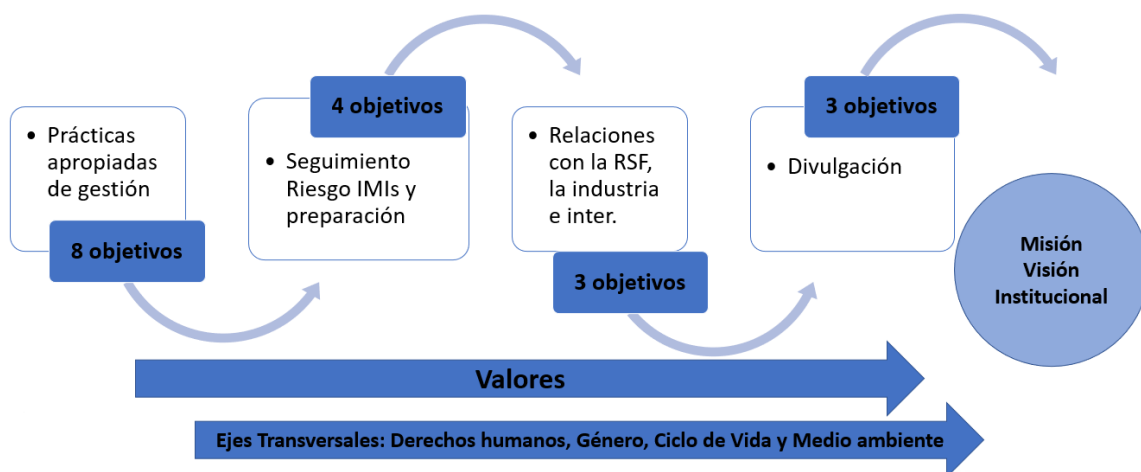 • Prácticas
apropiadas
de gestión
8 objetivos
4 objetivos
• Seguimiento
Riesgo IMIs y
preparación
• Relaciones
con la RSF,
la industria
e inter.
3 objetivos
3 objetivos
• Divulgación
Misión
Visión
Institucional
Valores
Ejes Transversales: Derechos humanos, Género, Ciclo de Vida y Medio ambiente